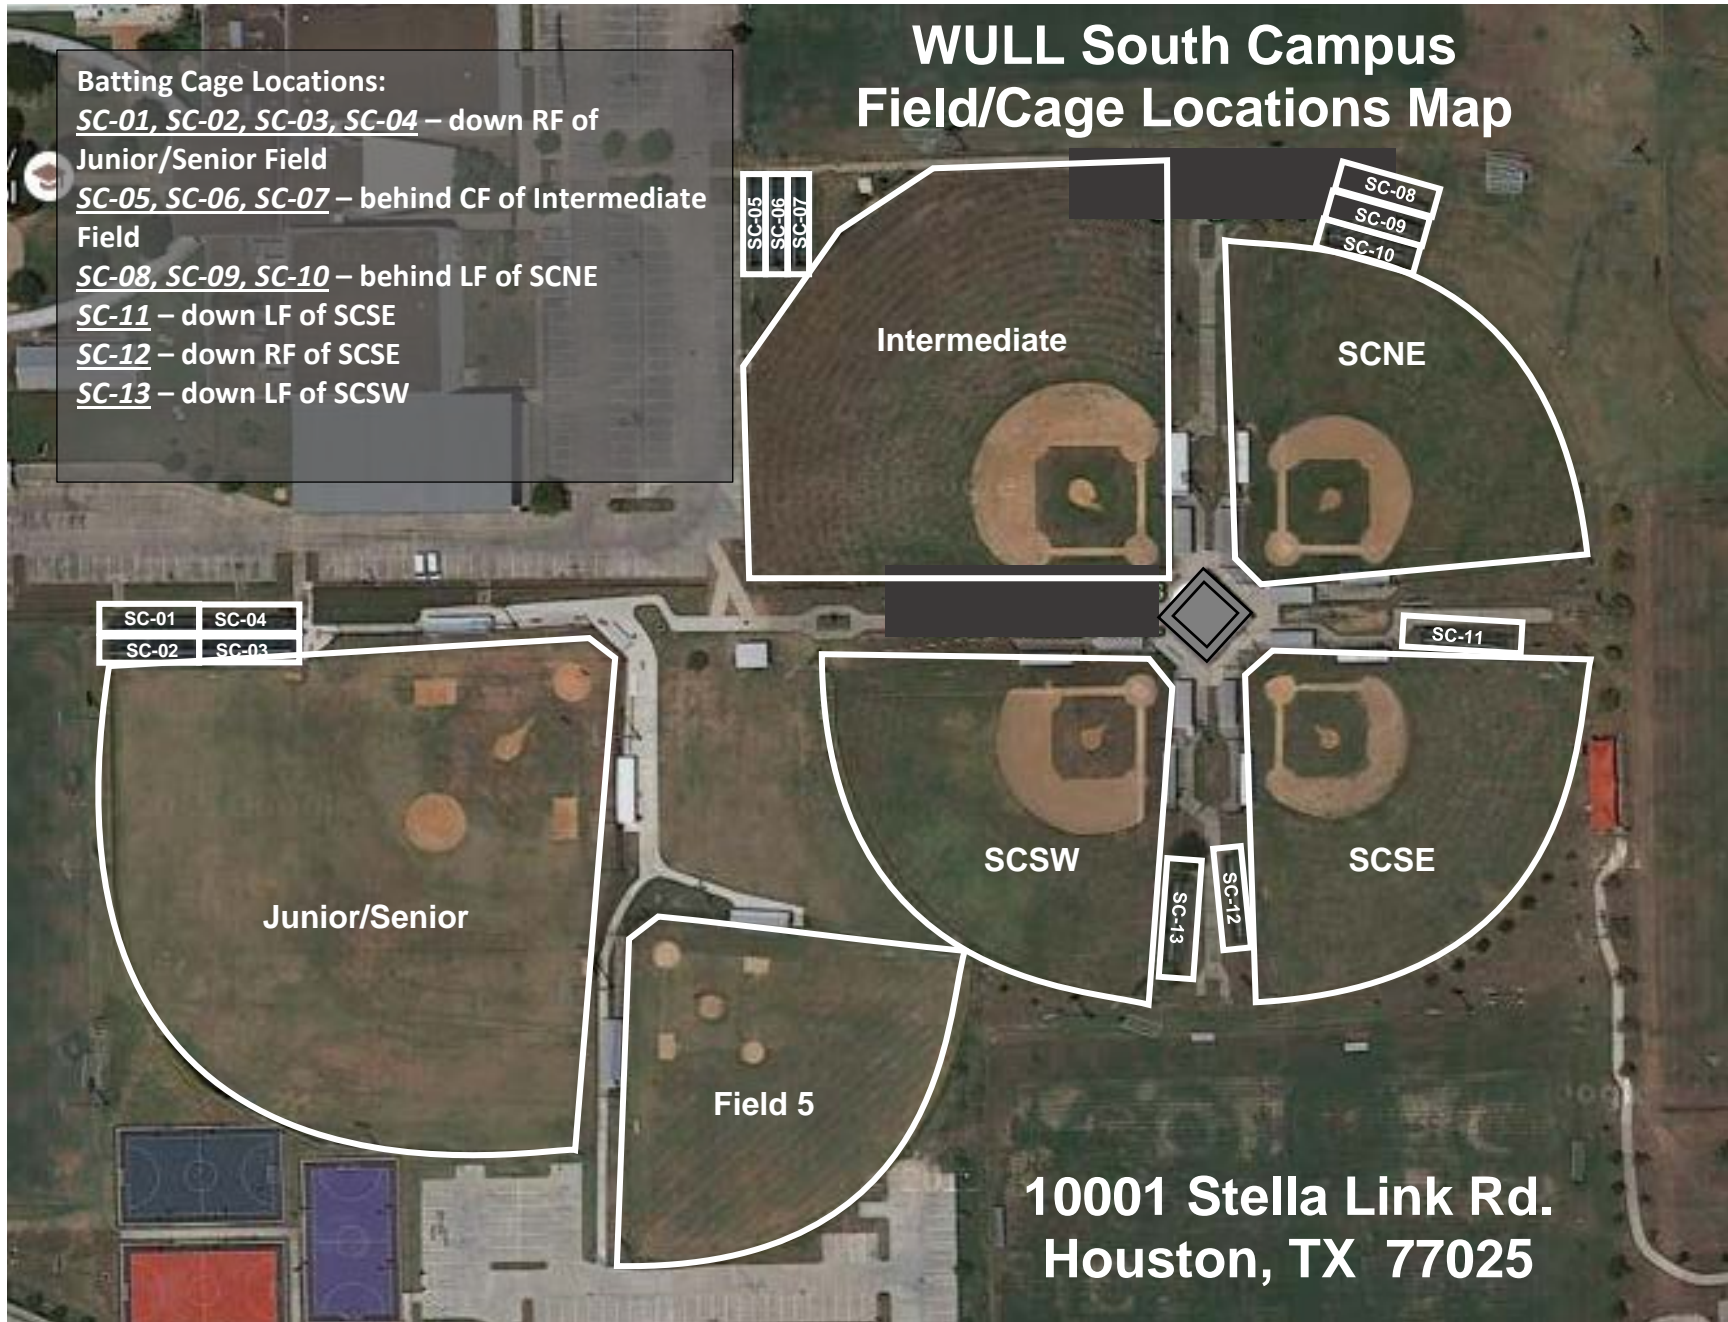 WULL South Campus
Field/Cage Locations Map
Batting Cage Locations:
SC-01, SC-02, SC-03, SC-04 – down RF of
Junior/Senior Field
SC-05, SC-06, SC-07 – behind CF of Intermediate
Field
SC-08, SC-09, SC-10 – behind LF of SCNE
SC-11 – down LF of SCSE
SC-12 – down RF of SCSE
SC-13 – down LF of SCSW
SC-05
SC-06
SC-07
SC-08
SC-09
SC-10
Intermediate
SCNE
SC-01
SC-04
SC-02
SC-03
SC-11
SCSW
SCSE
SC-13
SC-12
Junior/Senior
Field 5
10001 Stella Link Rd.
Houston, TX 77025